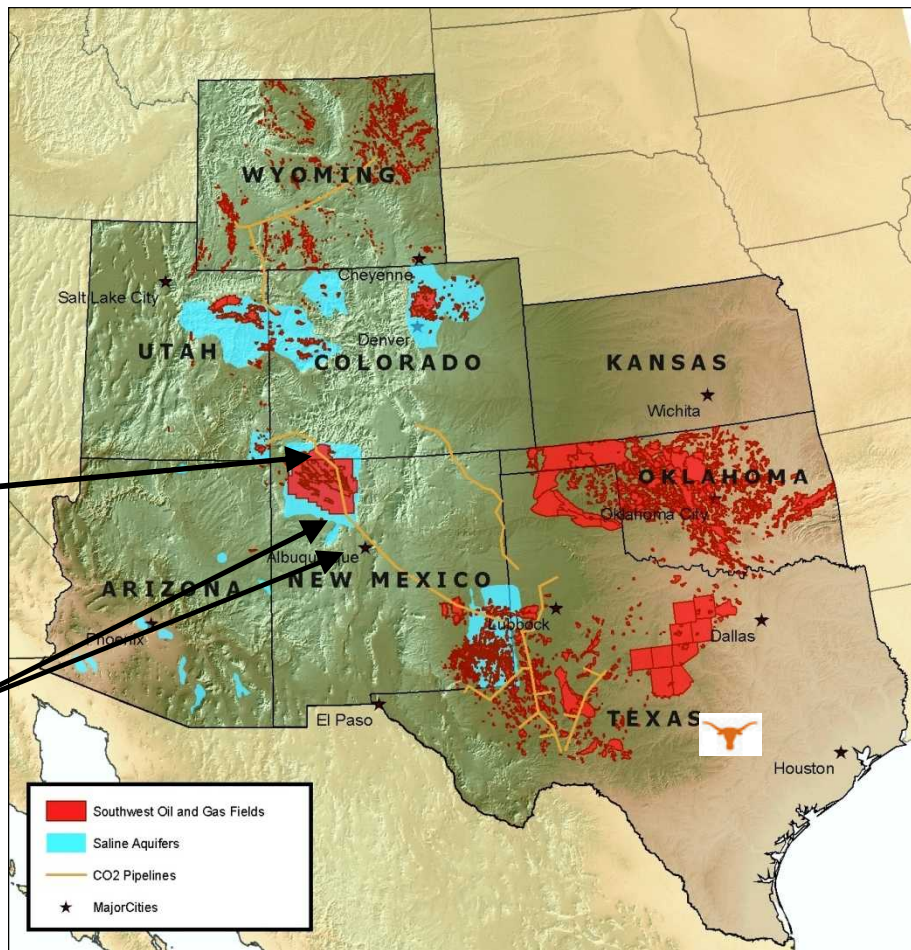 WYOMING
Cheyenne
Salt Lake City
Denver
UTAH
COLORADO
KANSAS
Wichita
OKLAHOMA
Oklahoma City
Albuquerque
ARIZONA
NEW MEXICO
Phoenix
Lubbock
Dallas
El Paso
TEXAS
Houston
Southwest Oil and Gas Fields
Saline Aquifers
CO2 Pipelines
MajorCities